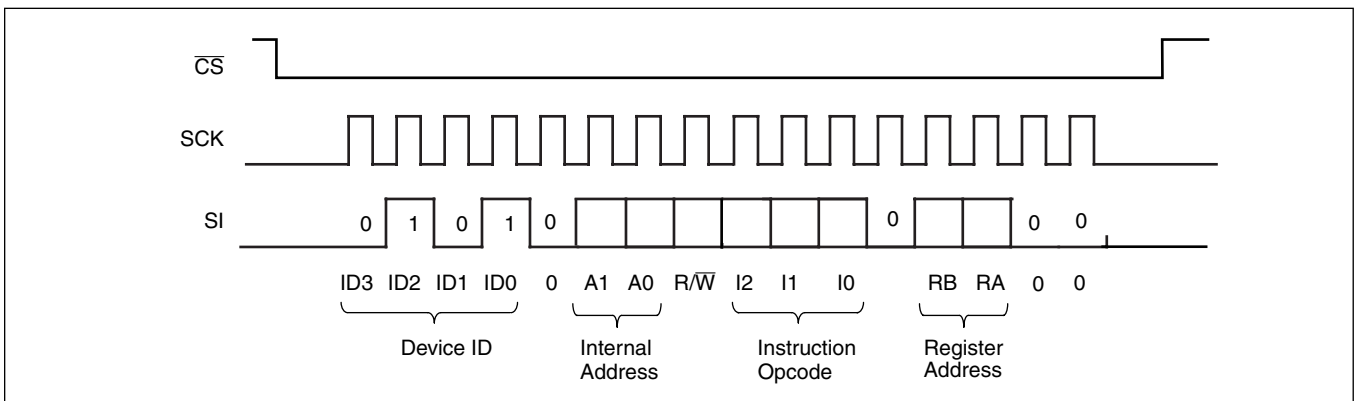 CS
SCK
SI 0 1 0 1 0 0 0 0
ID3 ID2 ID1 ID0 0 A1 A0 R/W I2 I1 I0 RB RA 0 0
Device ID Internal Address Instruction Opcode Register Address